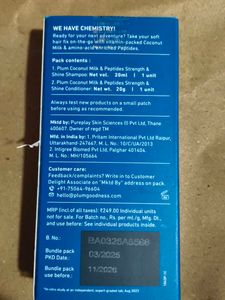 WE HAVE CHEMISTRY!
Ready for your next adventure? Take your soft
hair fix on-the-go with vitamin-packed Coconut
Milk & amino-acid enriched Peptides.
Pack contents :
1. Plum Coconut Milk & Peptides Strength &
Shine Shampoo Net vol. 20ml | 1 unit
2. Plum Coconut Milk & Peptides Strength &
Shine Conditioner Net wt. 20g | 1 unit
Always test new products on a small patch
before using as recommended.
Mktd by: Pureplay Skin Sciences (I) Pvt Ltd, Thane
400607. Owner of regd TM
Mfd. in India by: 1. Pritam International Pvt Ltd Raipur,
Uttarakhand-247667. M. L. No.: 10/C/UA/2013
2. Intigree Biomed Pvt Ltd, Palghar 401404.
M. L. No.: MH/105664
Customer care:
Feedback/complaints? Write in to Customer
Delight Associate on "Mktd By" address on pack.
+91-75064-96604
hello@plumgoodness.com
MRP (incl.of all taxes): ₹249.00 Individual units
not for sale. For Batch no., Rs. per ml/g, Mfg. Dt.,
and use before: See individual units inside.
B. No.:
Bundle pack
PKD Date:
03/2025
Bundle pack
use before:
11/2026